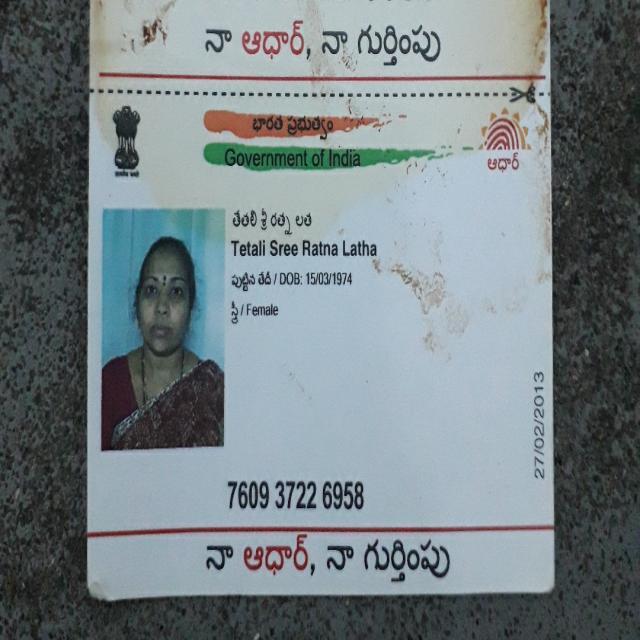 నా ఆధార్, నా గుర్తింపు
భారత ప్రభుత్వం
Government of India
ఆధార్
తేతలి శ్రీ రత్న లత
Tetali Sree Ratna Latha
పుట్టిన తేదీ / DOB: 15/03/1974
స్త్రీ / Female
27/02/2013
7609 3722 6958
నా ఆధార్, నా గుర్తింపు